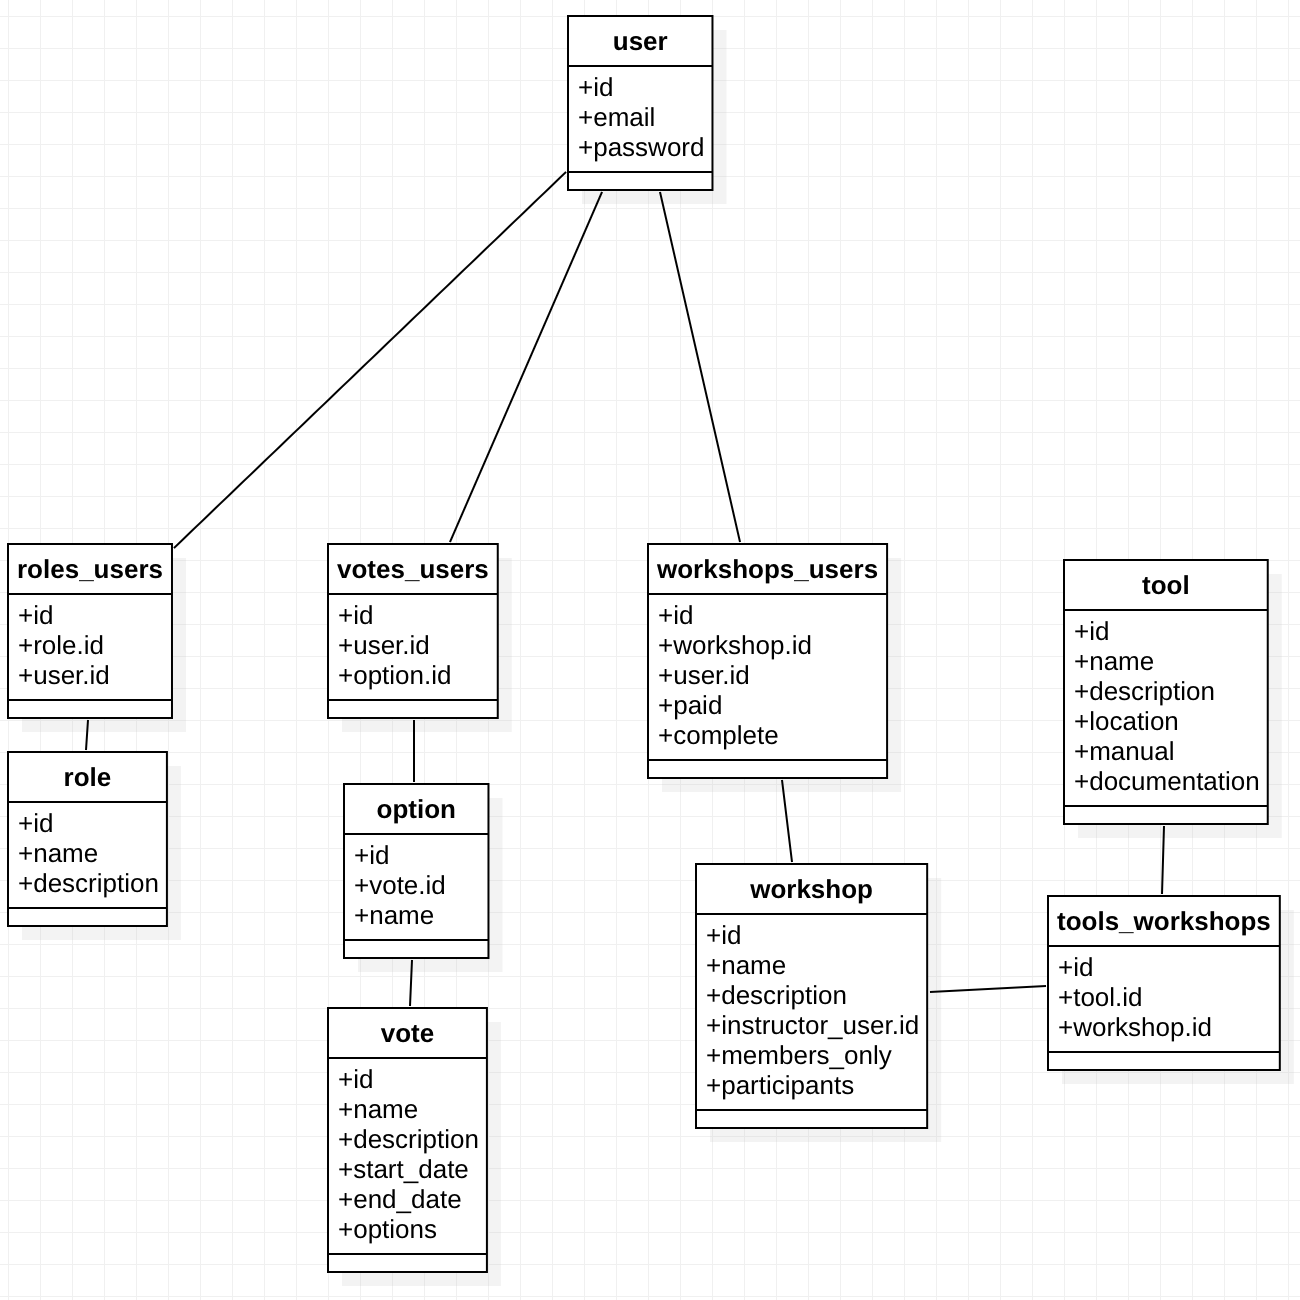 user
+id
+email
+password
roles_users
+id
+role.id
+user.id
role
+id
+name
+description
votes_users
+id
+user.id
+option.id
option
+id
+vote.id
+name
vote
+id
+name
+description
+start_date
+end_date
+options
workshops_users
+id
+workshop.id
+user.id
+paid
+complete
workshop
+id
+name
+description
+instructor_user.id
+members_only
+participants
tool
+id
+name
+description
+location
+manual
+documentation
tools_workshops
+id
+tool.id
+workshop.id